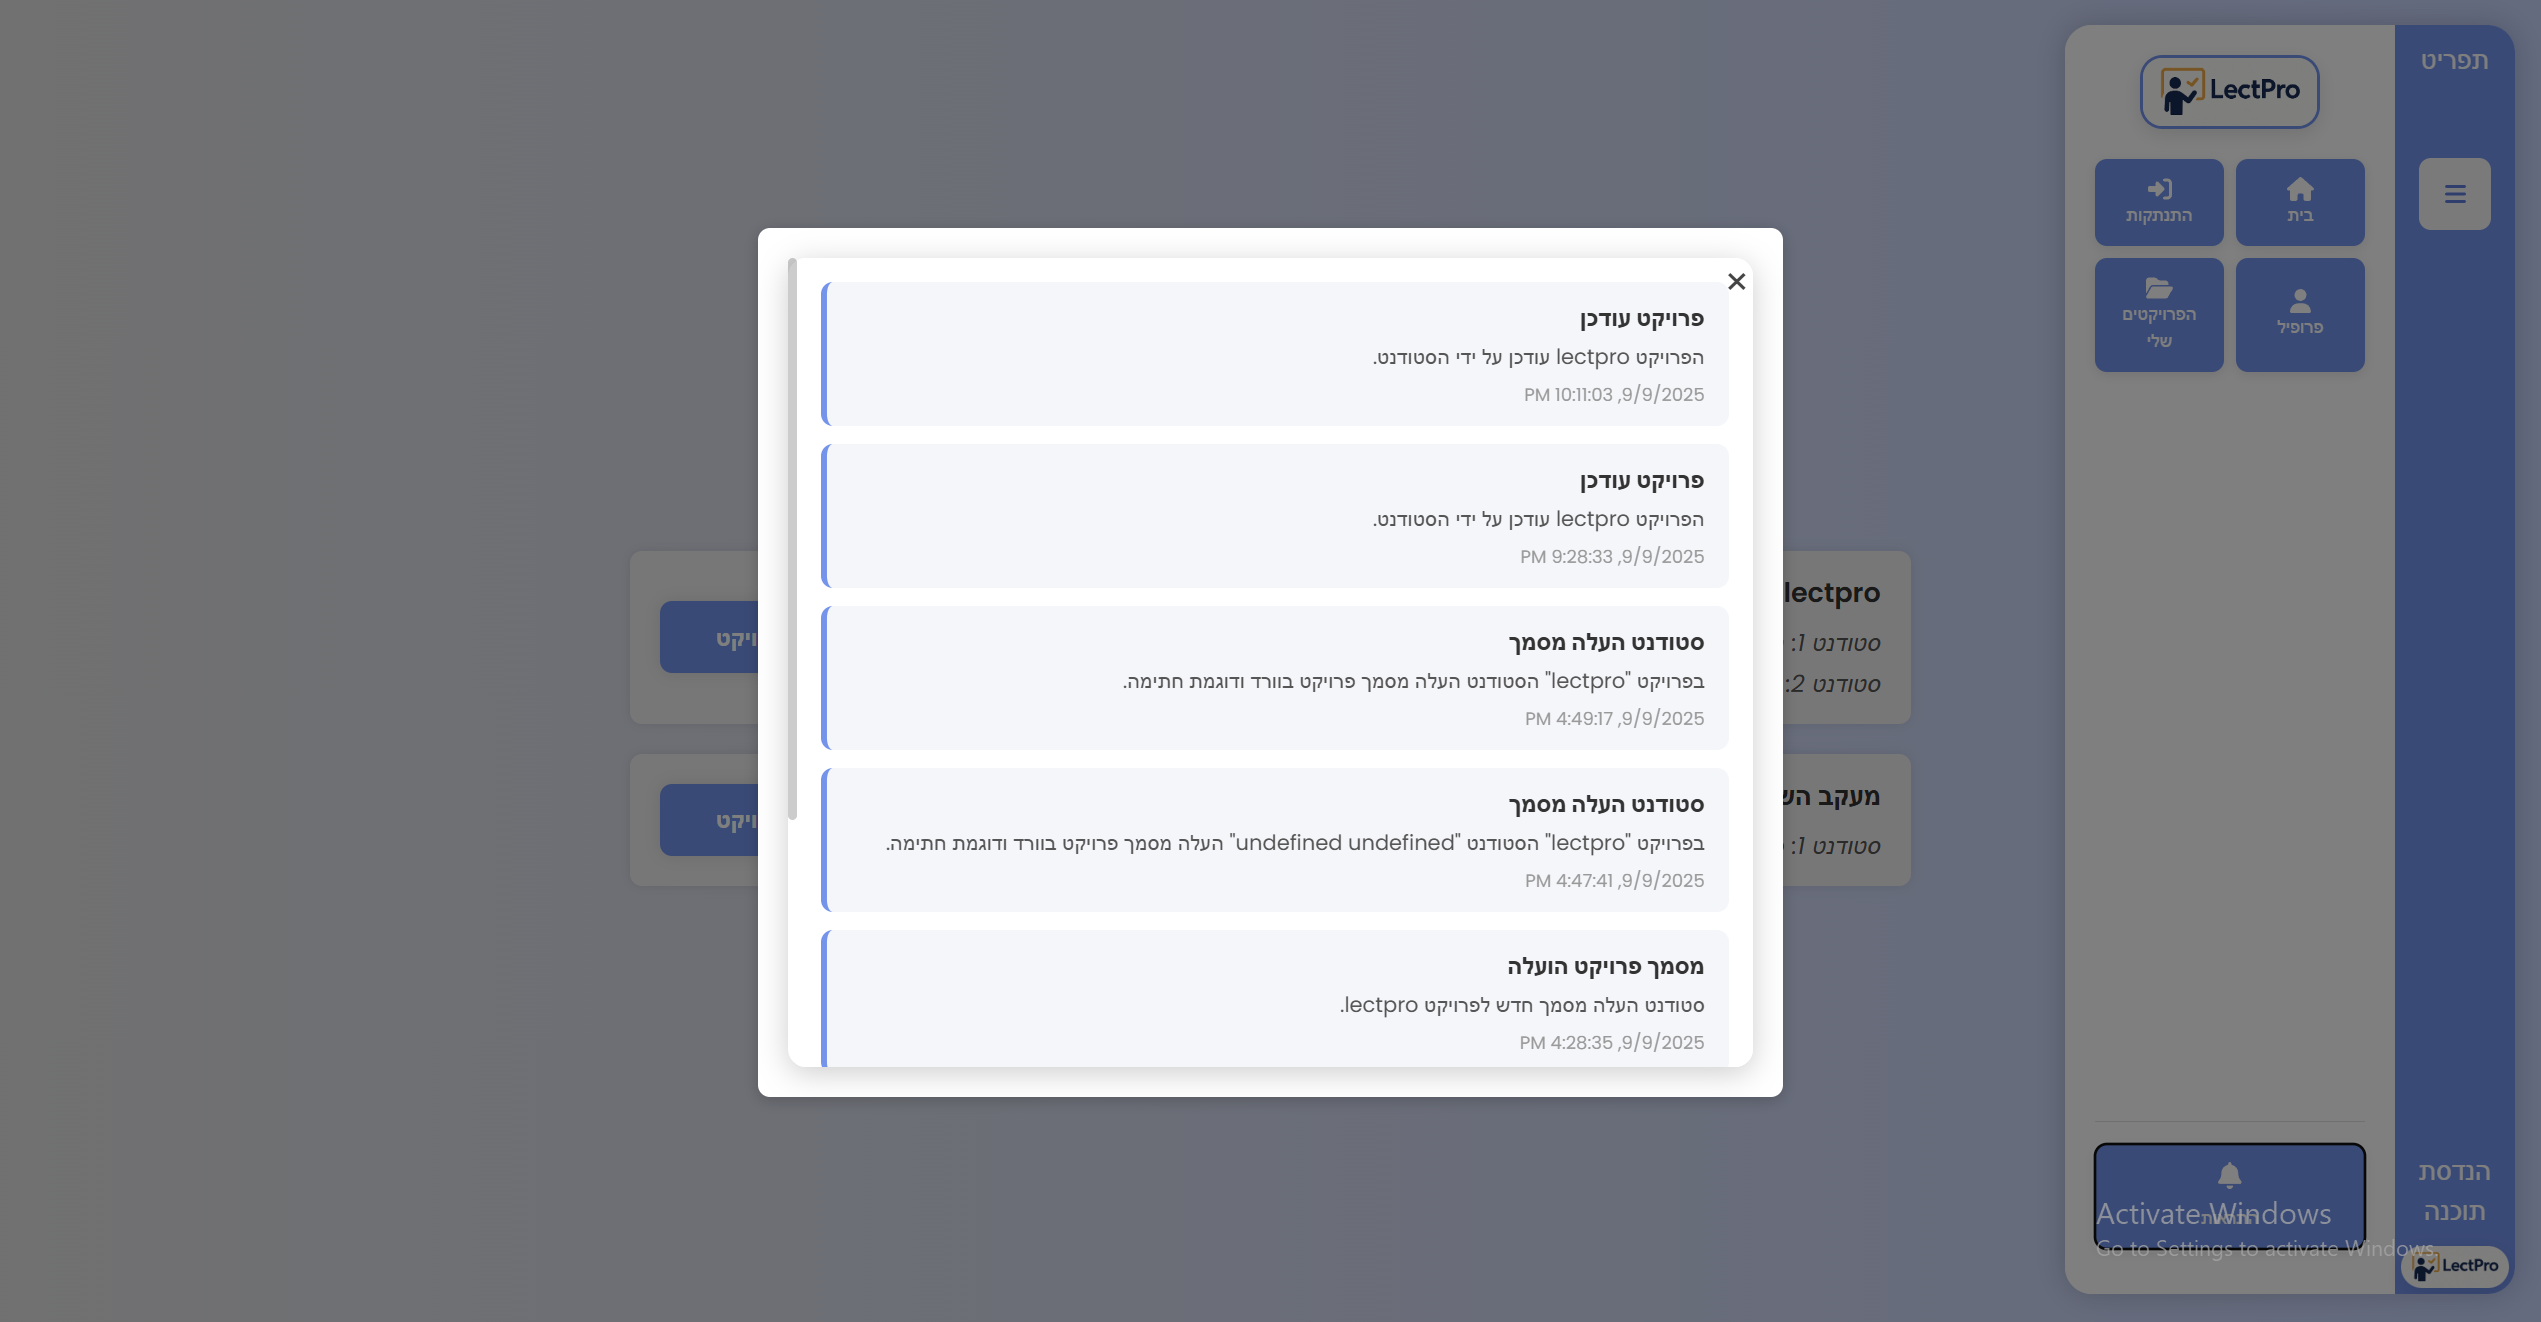 תפריט
LectPro
בית
התנתקות
פרופיל
הפרויקטים
שלי
פרויקט עודכן
הפרויקט lectpro עודכן על ידי הסטודנט.
9/9/2025, 10:11:03 PM
פרויקט עודכן
הפרויקט lectpro עודכן על ידי הסטודנט.
9/9/2025, 9:28:33 PM
סטודנט העלה מסמך
בפרויקט "lectpro" הסטודנט העלה מסמך פרויקט בוורד ודוגמת חתימה.
9/9/2025, 4:49:17 PM
סטודנט העלה מסמך
בפרויקט "lectpro" הסטודנט "undefined undefined" העלה מסמך פרויקט בוורד ודוגמת חתימה.
9/9/2025, 4:47:41 PM
מסמך פרויקט הועלה
סטודנט העלה מסמך חדש לפרויקט lectpro.
9/9/2025, 4:28:35 PM
lectpro
סטודנט 1:
סטודנט 2:
מעקב
סטודנט 1:
התראות
הנדסת
תוכנה
LectPro
Activate Windows
Go to Settings to activate Windows.